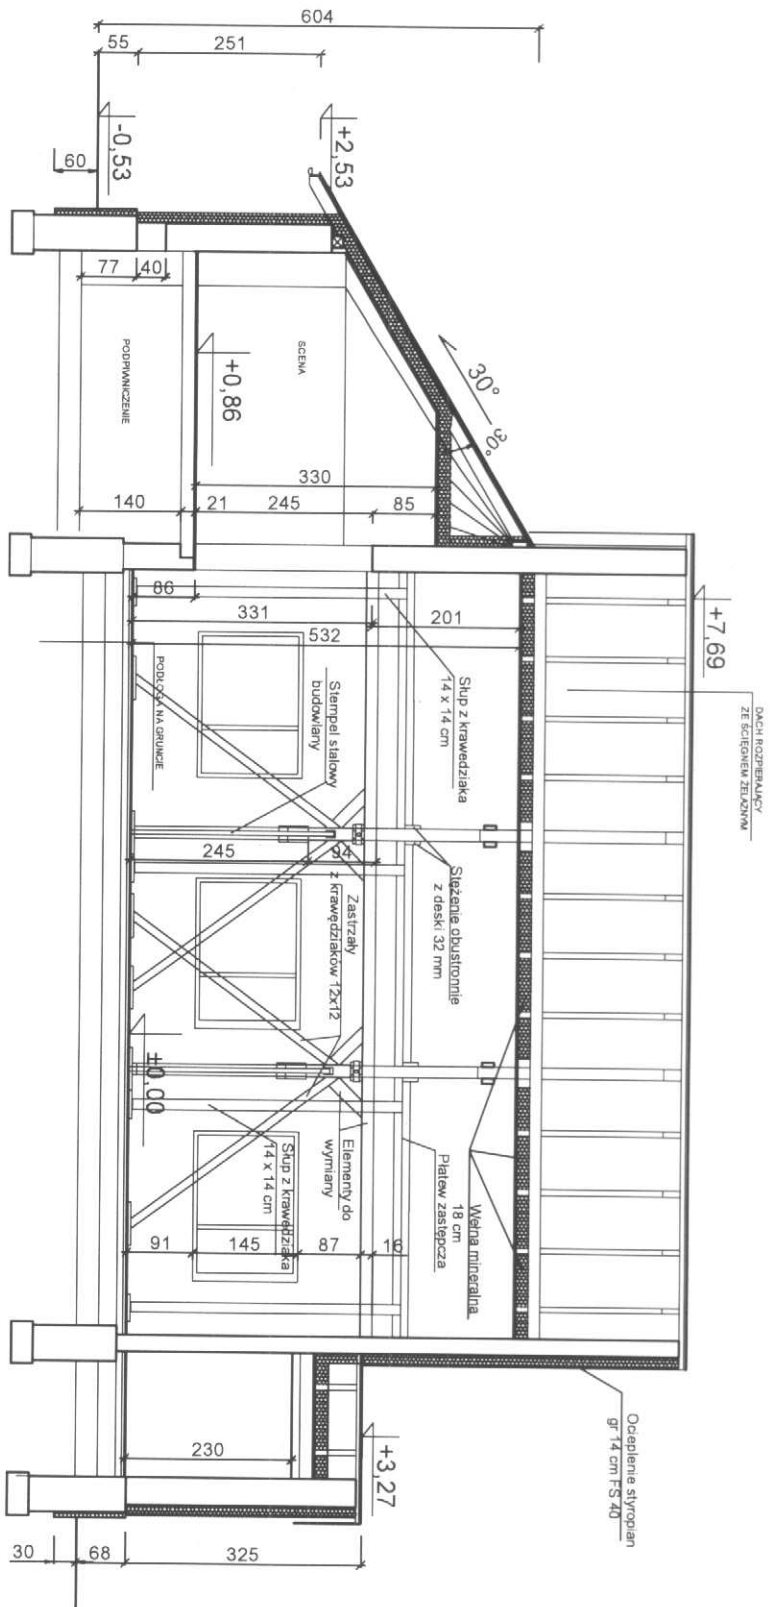 604
55
251
-0,53
+2,53
60
77
40
PODPIWNICZENIE
SCENA
+0,86
30°
30°
330
140
21
245
85
+7,69
86
331
201
532
DACH ROZPIERAJĄCY
ZE ŚCIĘGNEM ŻELAZNYM
PODŁOGA NA GRUNCIE
Stempel stalowy
budowlany
Słup z krawedziaka
14 x 14 cm
245
94
Zastrzały
z krawędziaków 12x12
Stężenie obustronnie
z deski 32 mm
±0,00
Słup z krawedziaka
14 x 14 cm
Elementy do
wymiany
Płatew zastępcza
Wełna mineralna
18 cm
91
145
87
16
Ocieplenie styropian
gr 14 cm FS 40
230
+3,27
30
68
325